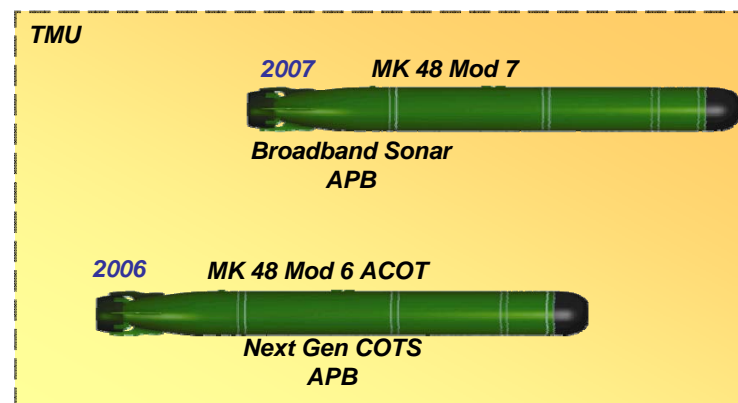 TMU
2007 MK 48 Mod 7
Broadband Sonar
APB
2006 MK 48 Mod 6 ACOT
Next Gen COTS
APB